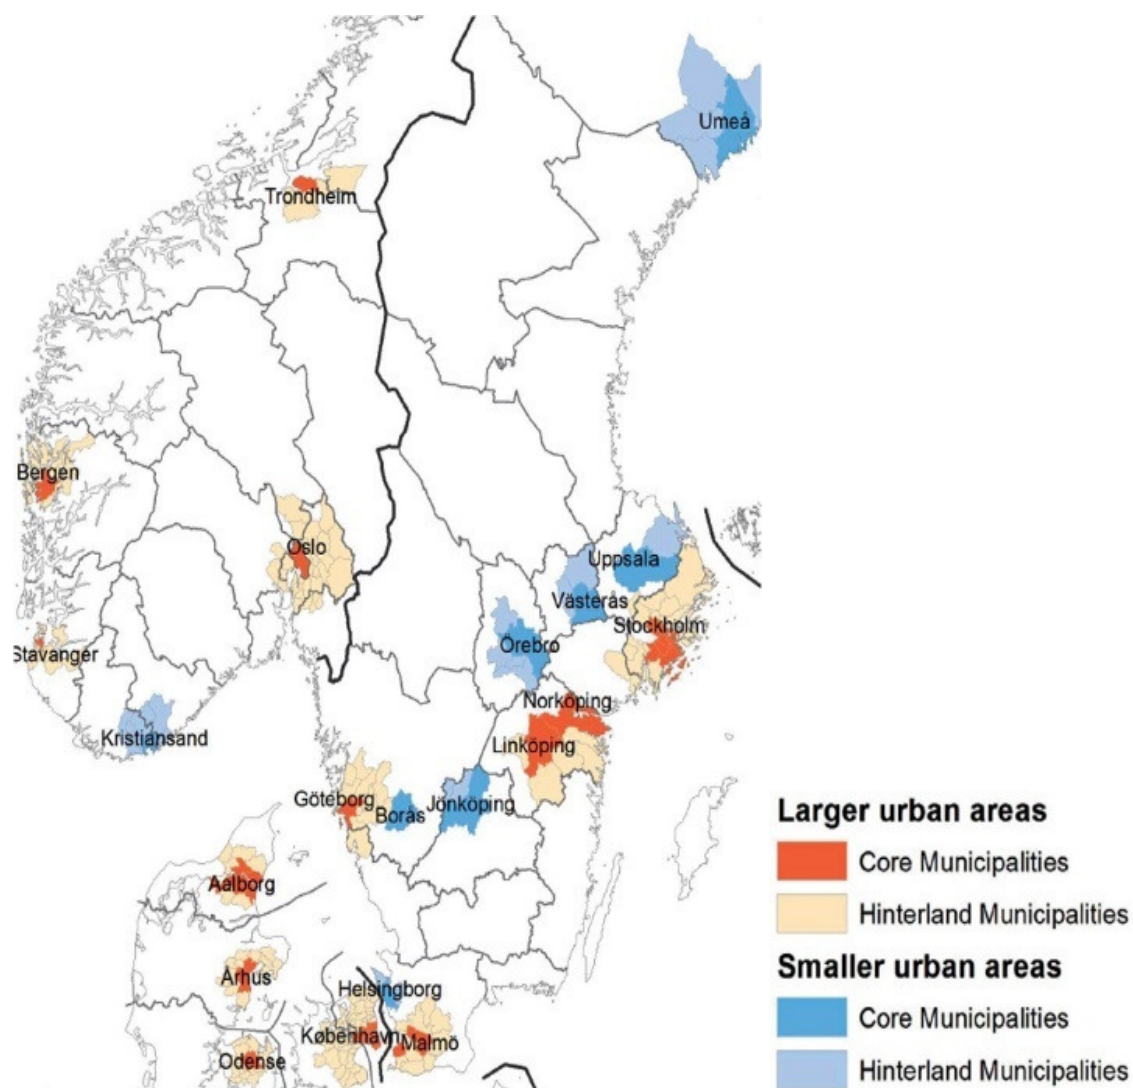 Umeå
Trondheim
Bergen
Oslo
Uppsala
Västerås
Stockholm
Örebro
Stavanger
Norköping
Kristiansand
Linköping
Göteborg
Jönköping
Borås
Aalborg
Århus
Helsingborg
København
Malmö
Odense
Larger urban areas
Core Municipalities
Hinterland Municipalities
Smaller urban areas
Core Municipalities
Hinterland Municipalities